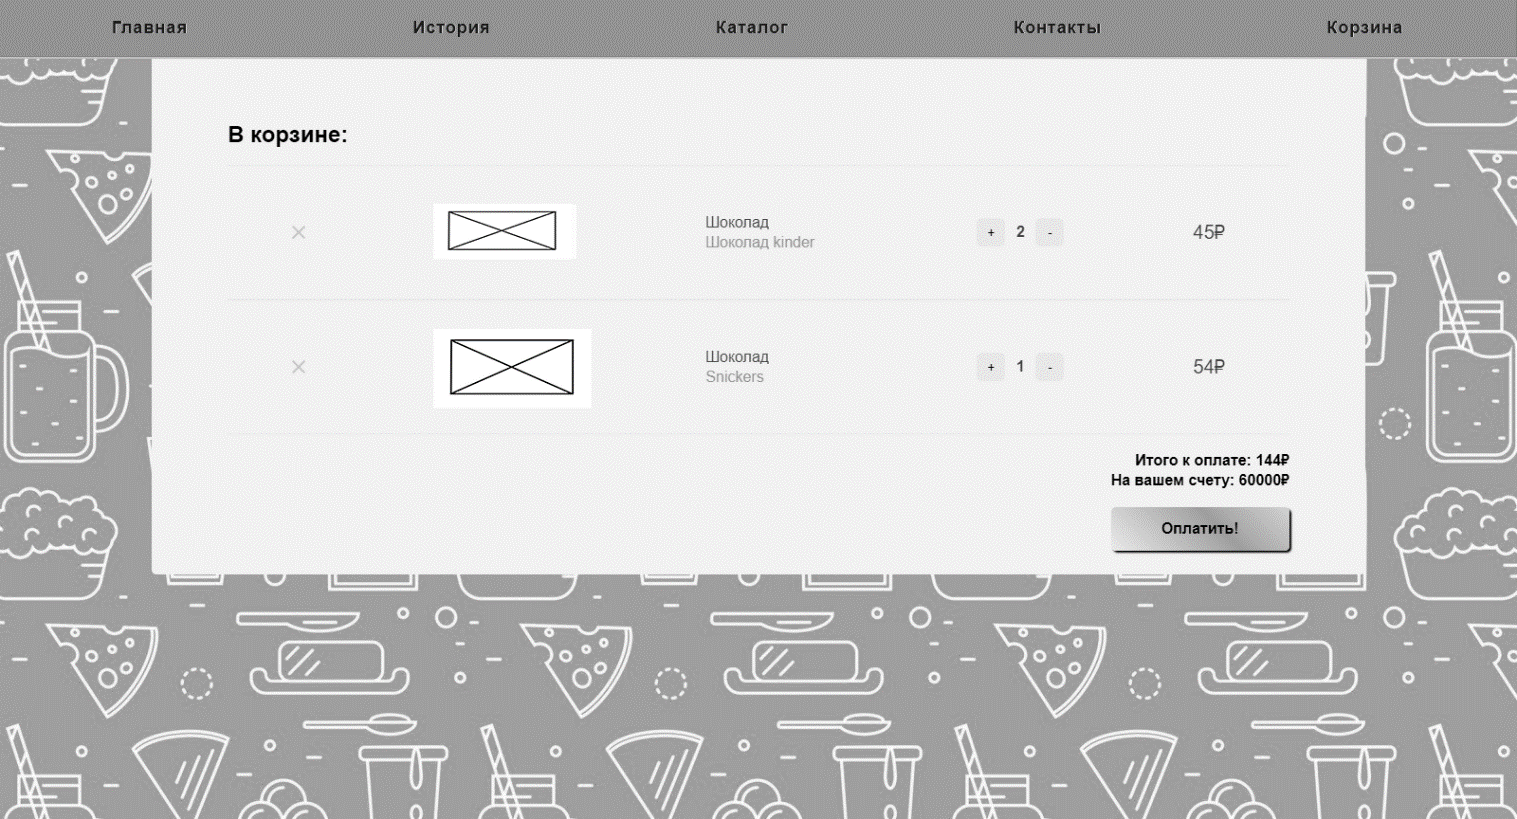 Главная История Каталог Контакты Корзина
В корзине:
Шоколад
Шоколад kinder
+ 2 - 45₽
Шоколад
Snickers
+ 1 - 54₽
Итого к оплате: 144₽
На вашем счету: 60000₽
Оплатить!